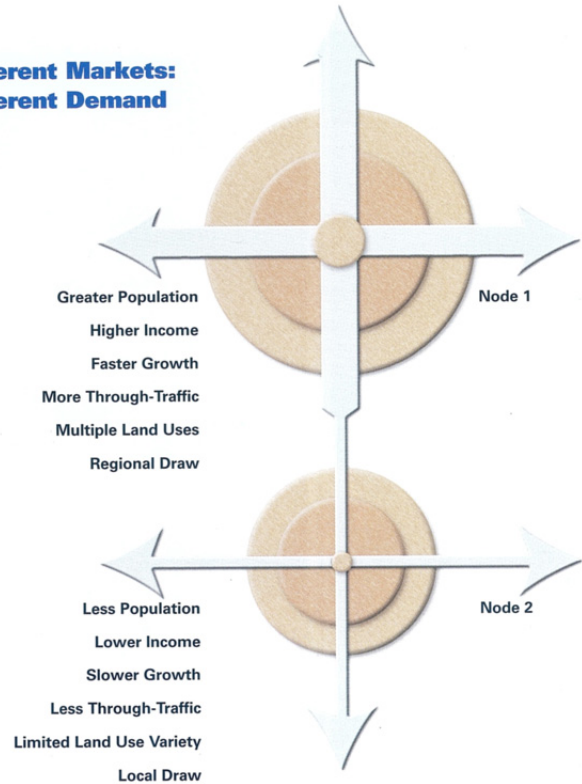 erent Markets:
erent Demand
Greater Population
Node 1
Higher Income
Faster Growth
More Through-Traffic
Multiple Land Uses
Regional Draw
Less Population
Node 2
Lower Income
Slower Growth
Less Through-Traffic
Limited Land Use Variety
Local Draw